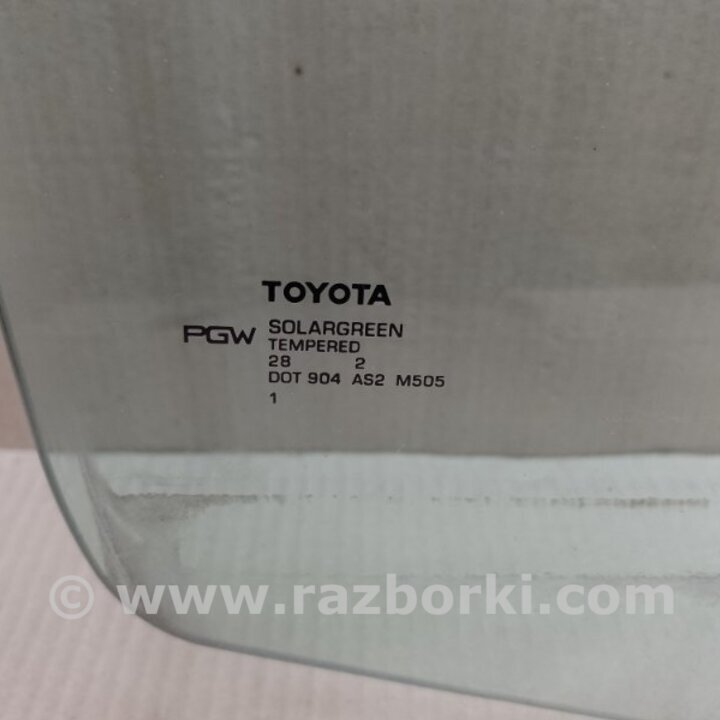 TOYOTA
PGW SOLARGREEN
TEMPERED
28 2
DOT 904 AS2 M505
1
© www.razborki.com